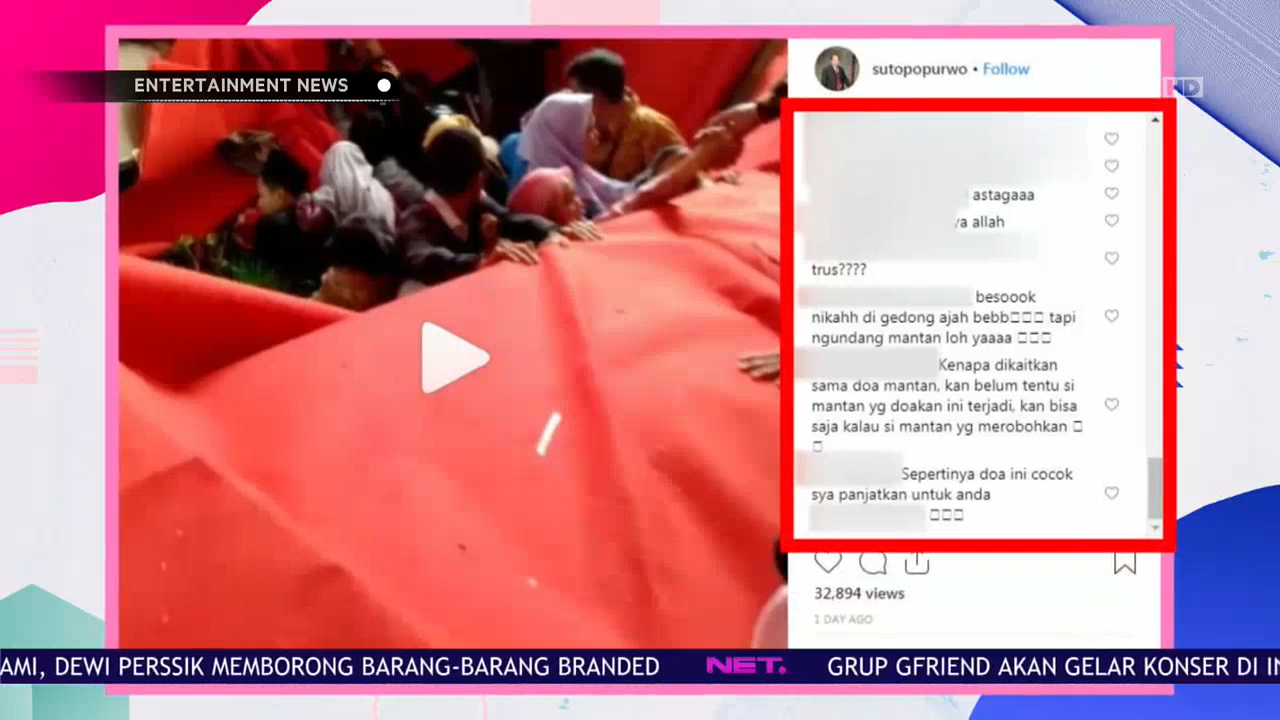 ENTERTAINMENT NEWS
sutopopurwo • Follow
HD
astagaaa
ya allah
trus????
besoook
nikahh di gedong ajah bebb□□□ tapi
ngundang mantan loh yaaaa □□□
Kenapa dikaitkan
sama doa mantan, kan belum tentu si
mantan yg doakan ini terjadi, kan bisa
saja kalau si mantan yg merobohkan □
□
Sepertinya doa ini cocok
sya panjatkan untuk anda
□□□
32,894 views
1 DAY AGO
AMI, DEWI PERSSIK MEMBORONG BARANG-BARANG BRANDED NET. GRUP GFRIEND AKAN GELAR KONSER DI IN